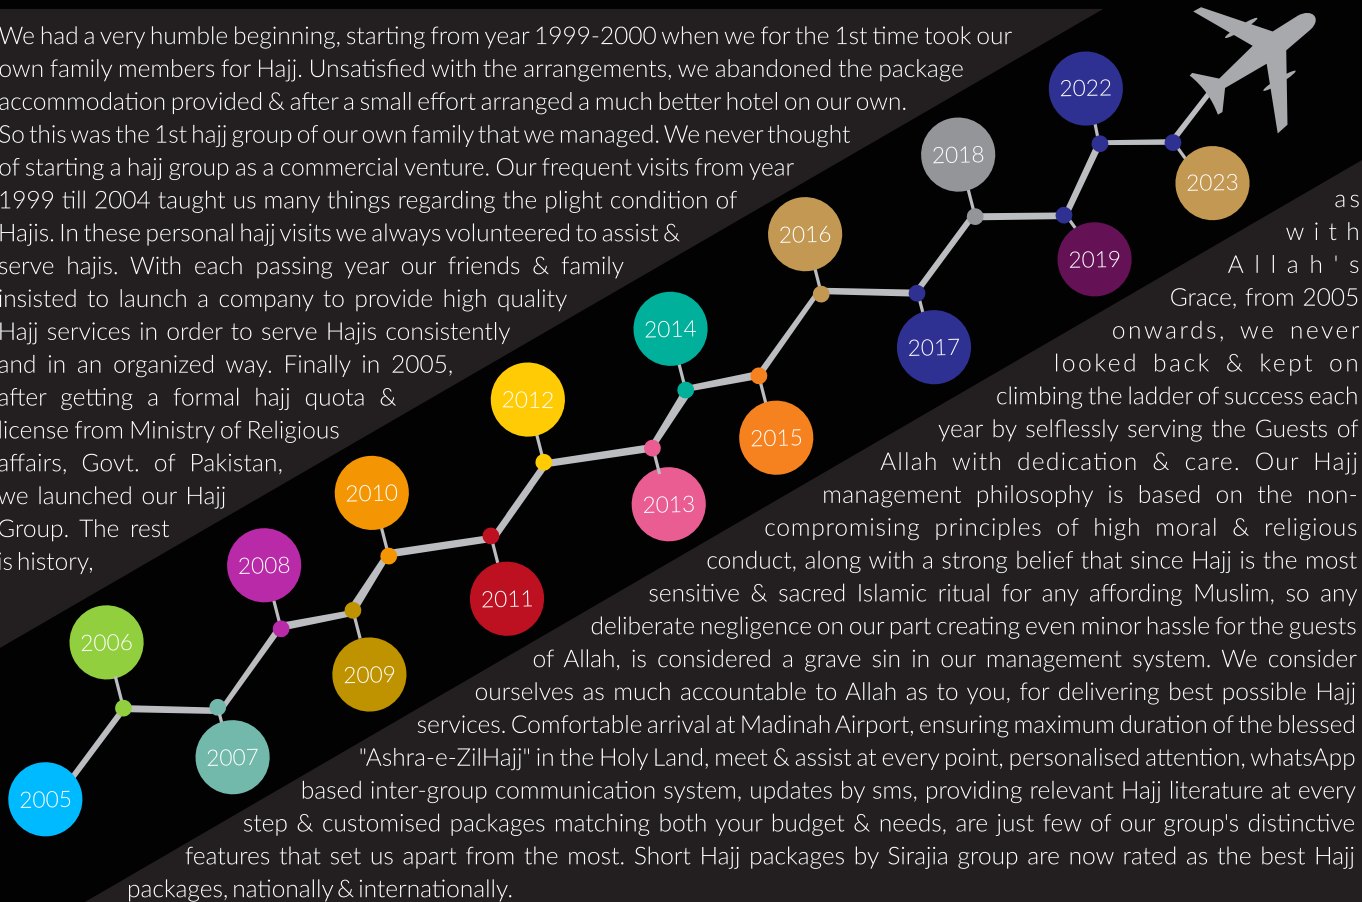 We had a very humble beginning, starting from year 1999-2000 when we for the 1st time took our
own family members for Hajj. Unsatisfied with the arrangements, we abandoned the package
accommodation provided & after a small effort arranged a much better hotel on our own.
So this was the 1st hajj group of our own family that we managed. We never thought
of starting a hajj group as a commercial venture. Our frequent visits from year
1999 till 2004 taught us many things regarding the plight condition of
Hajis. In these personal hajj visits we always volunteered to assist &
serve hajis. With each passing year our friends & family
insisted to launch a company to provide high quality
Hajj services in order to serve Hajis consistently
and in an organized way. Finally in 2005,
after getting a formal hajj quota &
license from Ministry of Religious
affairs, Govt. of Pakistan,
we launched our Hajj
Group. The rest
is history,
2005
2006
2007
2008
2009
2010
2011
2012
2013
2014
2015
2016
2017
2018
2019
2022
2023
as
with
Allah's
Grace, from 2005
onwards, we never
looked back & kept on
climbing the ladder of success each
year by selflessly serving the Guests of
Allah with dedication & care. Our Hajj
management philosophy is based on the non-
compromising principles of high moral & religious
conduct, along with a strong belief that since Hajj is the most
sensitive & sacred Islamic ritual for any affording Muslim, so any
deliberate negligence on our part creating even minor hassle for the guests
of Allah, is considered a grave sin in our management system. We consider
ourselves as much accountable to Allah as to you, for delivering best possible Hajj
services. Comfortable arrival at Madinah Airport, ensuring maximum duration of the blessed
"Ashra-e-ZilHajj" in the Holy Land, meet & assist at every point, personalised attention, whatsApp
based inter-group communication system, updates by sms, providing relevant Hajj literature at every
step & customised packages matching both your budget & needs, are just few of our group's distinctive
features that set us apart from the most. Short Hajj packages by Sirajia group are now rated as the best Hajj
packages, nationally & internationally.